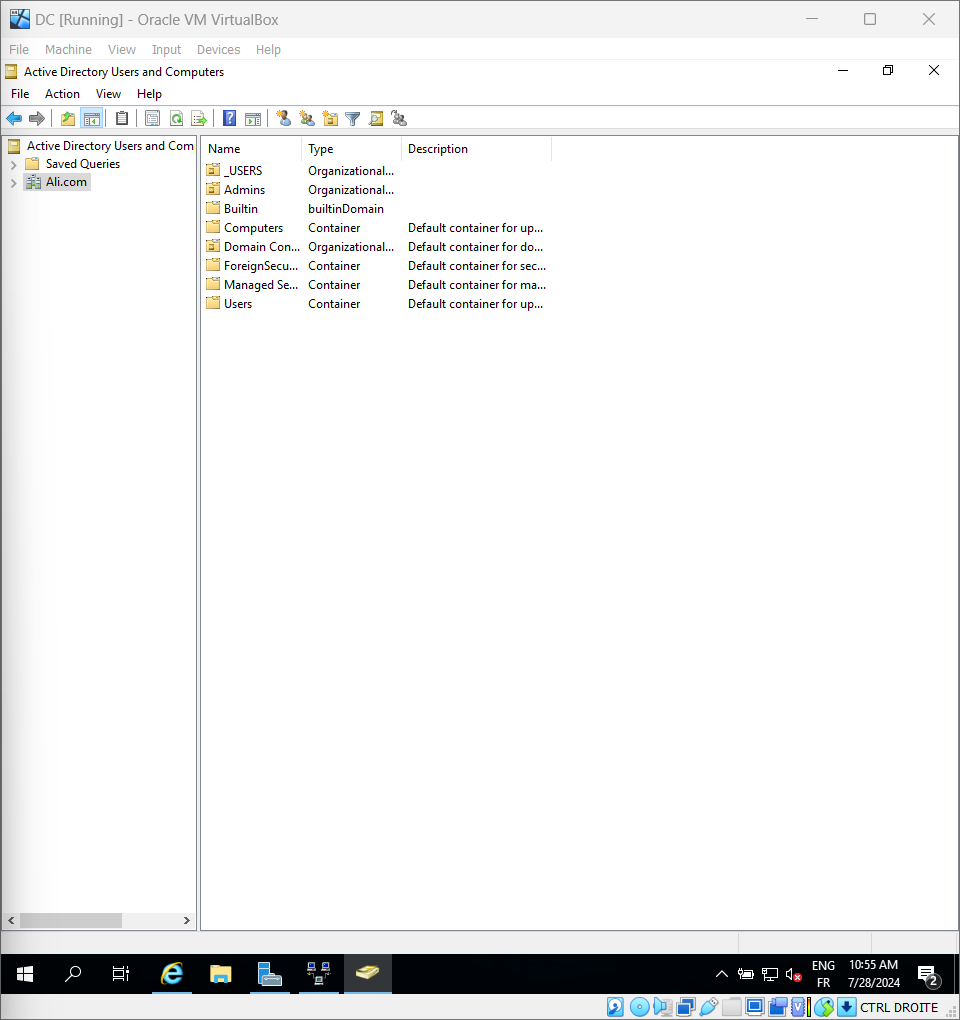 DC [Running] - Oracle VM VirtualBox
File Machine View Input Devices Help
Active Directory Users and Computers
File Action View Help
Active Directory Users and Com
Saved Queries
Ali.com
Name Type Description
_USERS Organizational...
Admins Organizational...
Builtin builtinDomain
Computers Container Default container for up...
Domain Con... Organizational... Default container for do...
ForeignSecu... Container Default container for sec...
Managed Se... Container Default container for ma...
Users Container Default container for up...
ENG 10:55 AM
FR 7/28/2024 2
CTRL DROITE